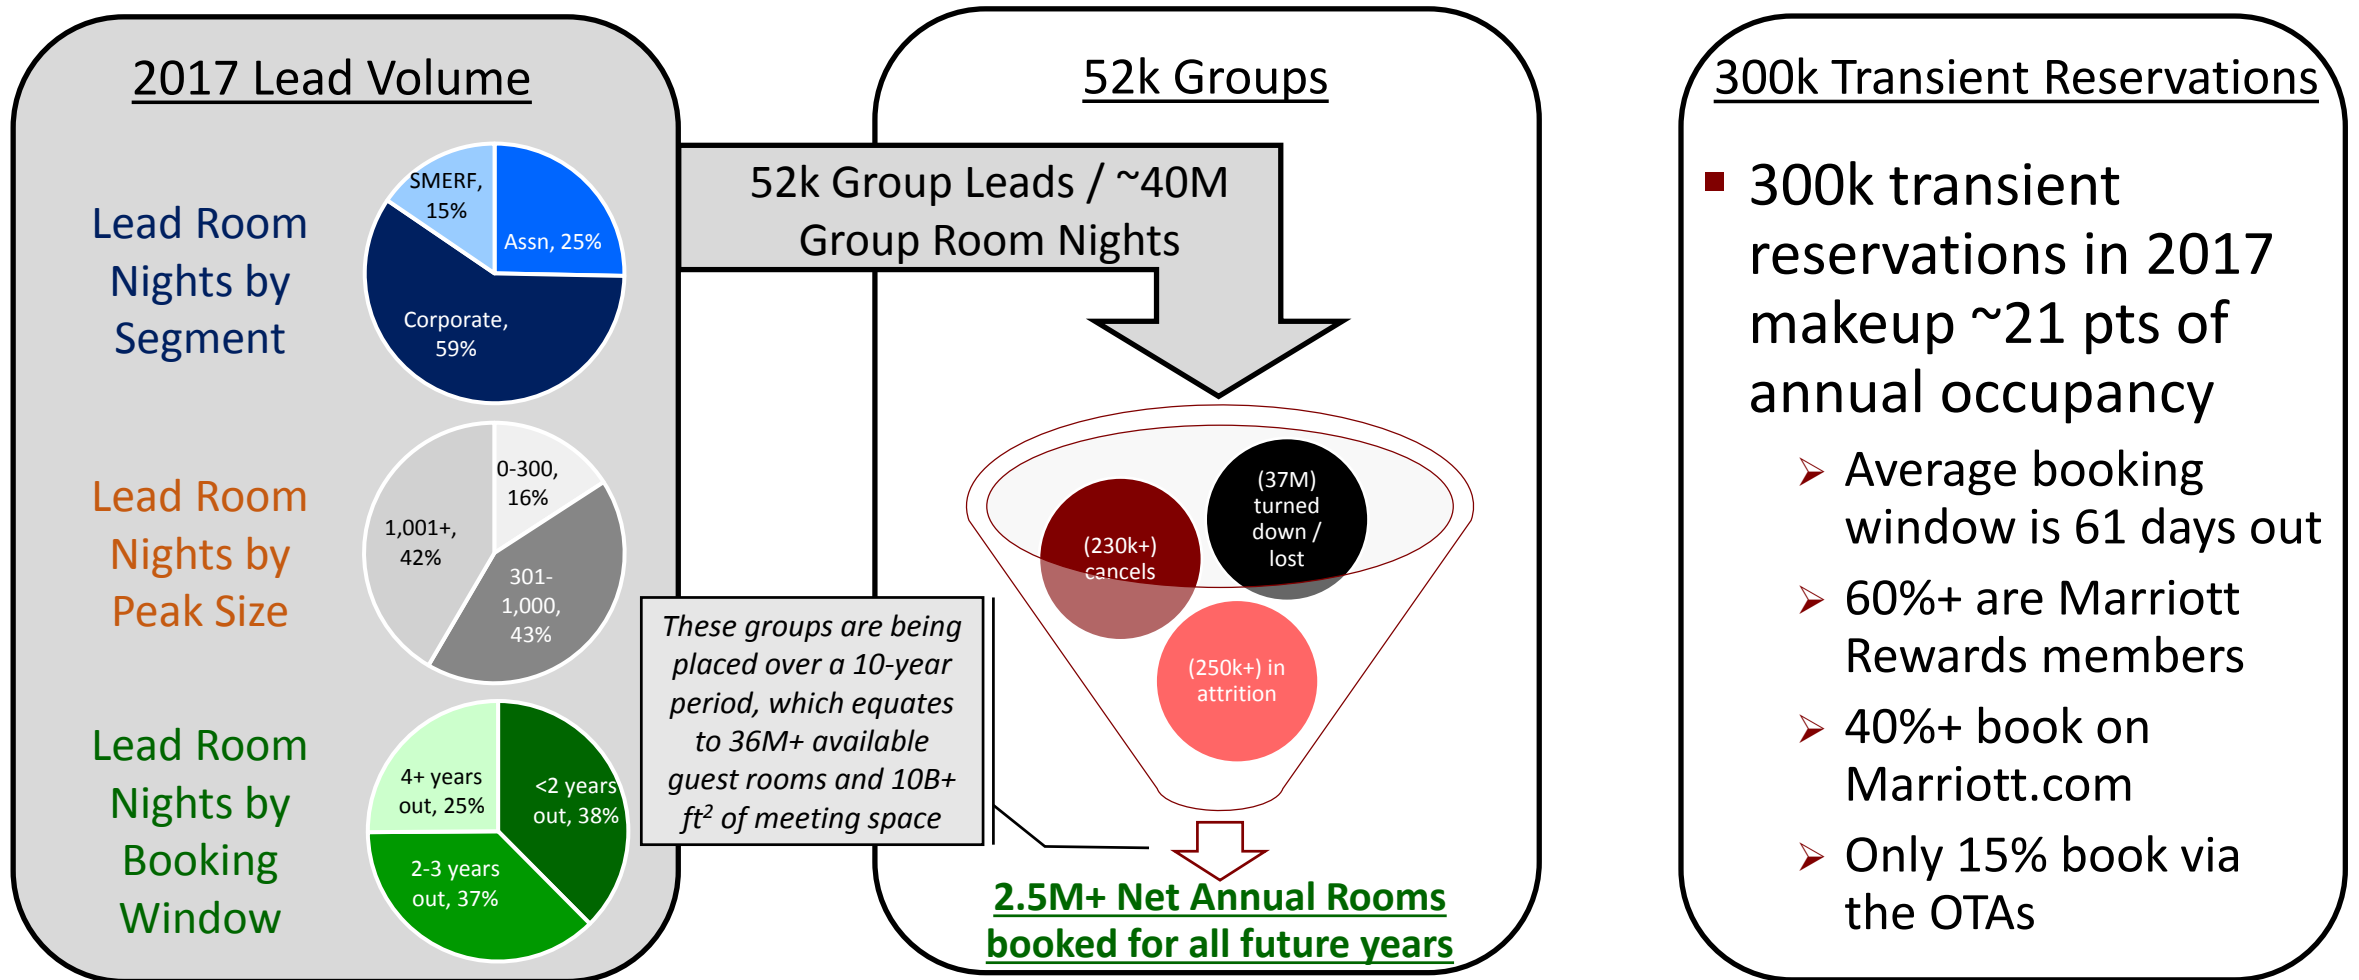 2017 Lead Volume
Lead Room
Nights by
Segment
SMERF,
15%
Assn, 25%
Corporate,
59%
Lead Room
Nights by
Peak Size
0-300,
16%
1,001+,
42%
301-
1,000,
43%
Lead Room
Nights by
Booking
Window
4+ years
out, 25%
<2 years
out, 38%
2-3 years
out, 37%
52k Groups
52k Group Leads / ~40M
Group Room Nights
(37M)
turned
down /
lost
(230k+)
cancels
(250k+) in
attrition
These groups are being
placed over a 10-year
period, which equates
to 36M+ available
guest rooms and 10B+
ft² of meeting space
2.5M+ Net Annual Rooms
booked for all future years
300k Transient Reservations
▪ 300k transient
reservations in 2017
makeup ~21 pts of
annual occupancy
➢ Average booking
window is 61 days out
➢ 60%+ are Marriott
Rewards members
➢ 40%+ book on
Marriott.com
➢ Only 15% book via
the OTAs